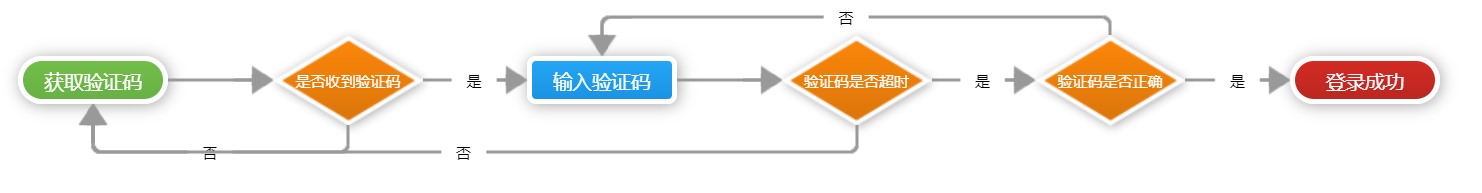 否
获取验证码
是否收到验证码
是
输入验证码
验证码是否超时
是
验证码是否正确
是
登录成功
否
否